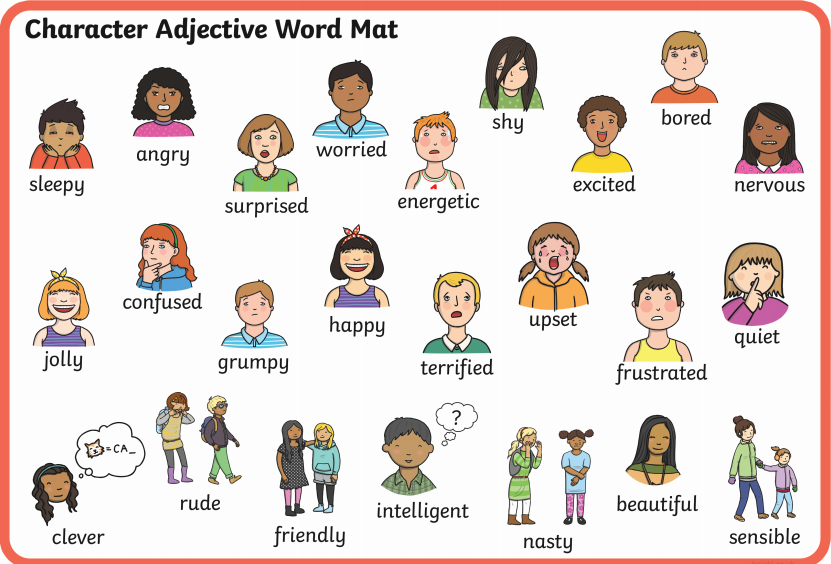 Character Adjective Word Mat
sleepy
angry
surprised
worried
energetic
shy
excited
bored
nervous
jolly
confused
grumpy
happy
terrified
upset
frustrated
quiet
clever
=CA_
rude
friendly
intelligent
?
nasty
beautiful
sensible